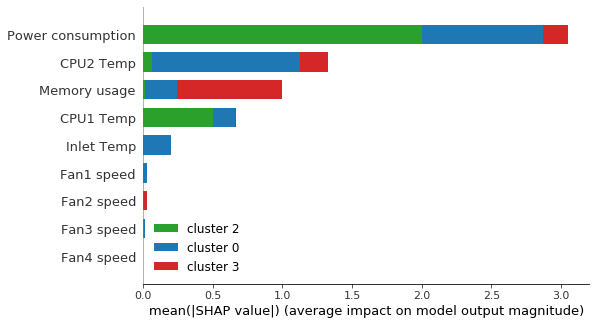 Power consumption
CPU2 Temp
Memory usage
CPU1 Temp
Inlet Temp
Fan1 speed
Fan2 speed
Fan3 speed
Fan4 speed
cluster 2
cluster 0
cluster 3
0.0 0.5 1.0 1.5 2.0 2.5 3.0
mean(|SHAP value|) (average impact on model output magnitude)